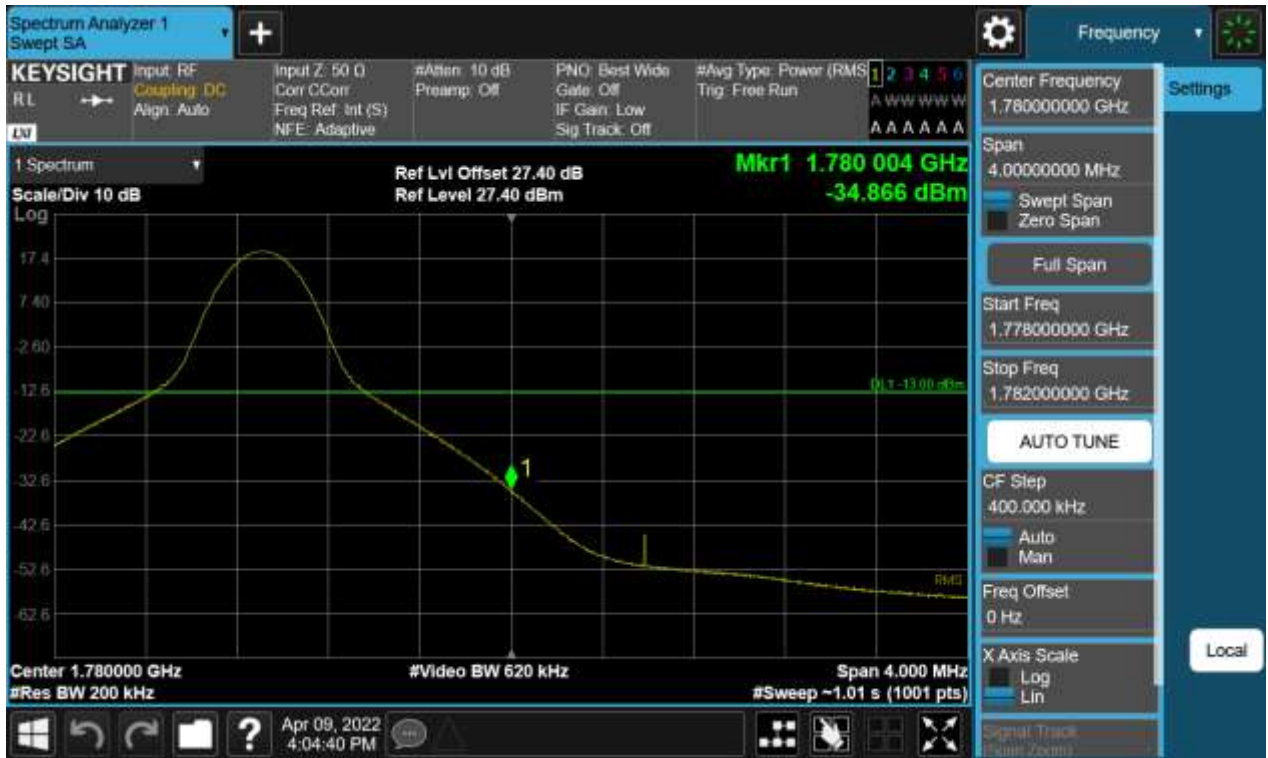 Spectrum Analyzer 1
Swept SA
+
Frequency
KEYSIGHT
RL
LXI
Input: RF
Coupling: DC
Align: Auto
Input Z: 50 Ω
Corr CCorr
Freq Ref: Int (S)
NFE: Adaptive
#Atten: 10 dB
Preamp: Off
PNO: Best Wide
Gate: Off
IF Gain: Low
Sig Track: Off
#Avg Type: Power (RMS
Trig: Free Run
1 2 3 4 5 6
A W W W W W
A A A A A A
1 Spectrum
Scale/Div 10 dB
Log
Ref Lvl Offset 27.40 dB
Ref Level 27.40 dBm
Mkr1 1.780 004 GHz
-34.866 dBm
17.4
7.40
-2.60
-12.6
-22.6
-32.6
-42.6
-52.6
-62.6
DL1 -13.00 dBm
1
RMS
Center 1.780000 GHz
#Video BW 620 kHz
Span 4.000 MHz
#Res BW 200 kHz
#Sweep ~1.01 s (1001 pts)
?
Apr 09, 2022
4:04:40 PM
Center Frequency
1.780000000 GHz
Settings
Span
4.00000000 MHz
Swept Span
Zero Span
Full Span
Start Freq
1.778000000 GHz
Stop Freq
1.782000000 GHz
AUTO TUNE
CF Step
400.000 kHz
Auto
Man
Freq Offset
0 Hz
X Axis Scale
Log
Lin
Local
Signal Track
(Span Zoom)